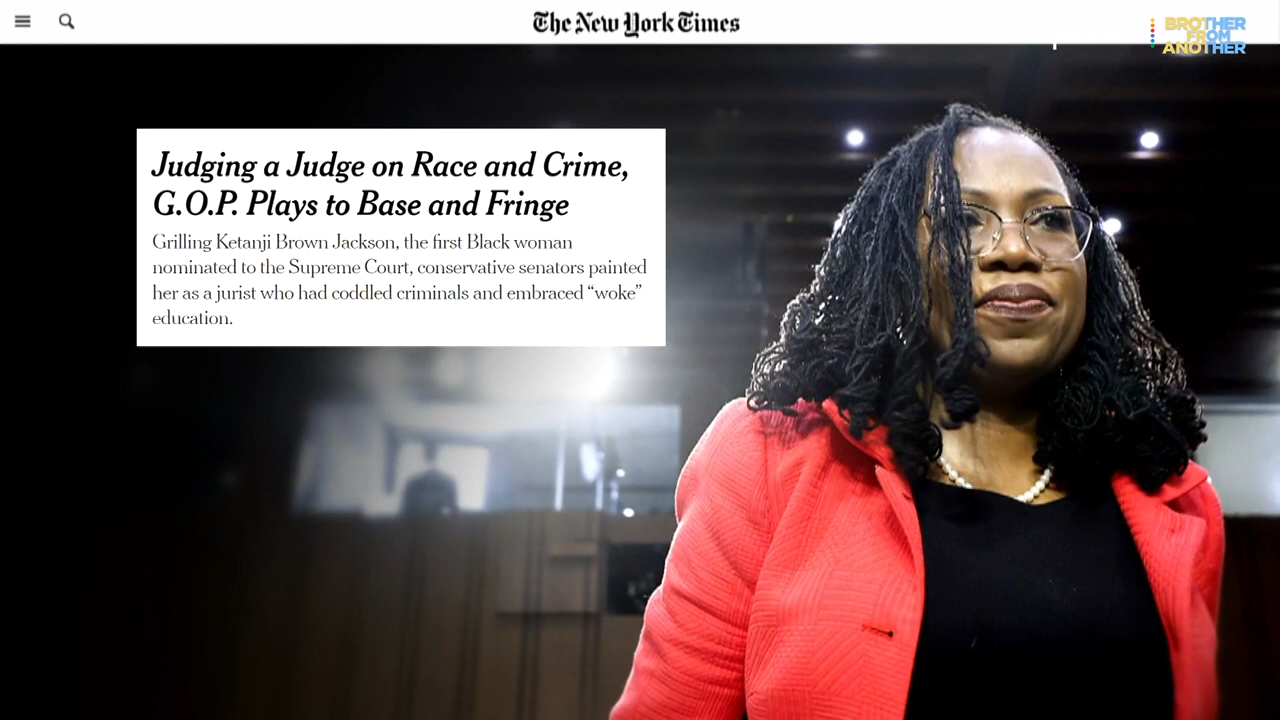 The New York Times
BROTHER
FROM
ANOTHER
Judging a Judge on Race and Crime,
G.O.P. Plays to Base and Fringe
Grilling Ketanji Brown Jackson, the first Black woman
nominated to the Supreme Court, conservative senators painted
her as a jurist who had coddled criminals and embraced “woke”
education.